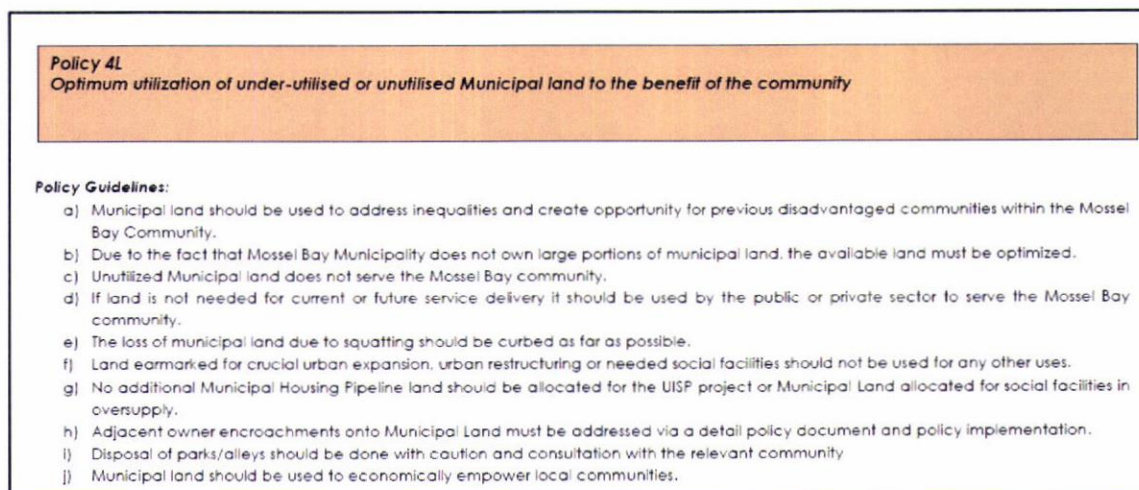 Policy 4L
Optimum utilization of under-utilised or unutilised Municipal land to the benefit of the community
Policy Guidelines:
a) Municipal land should be used to address inequalities and create opportunity for previous disadvantaged communities within the Mossel
Bay Community.
b) Due to the fact that Mossel Bay Municipality does not own large portions of municipal land, the available land must be optimized.
c) Unutilized Municipal land does not serve the Mossel Bay community.
d) If land is not needed for current or future service delivery it should be used by the public or private sector to serve the Mossel Bay
community.
e) The loss of municipal land due to squatting should be curbed as far as possible.
f) Land earmarked for crucial urban expansion, urban restructuring or needed social facilities should not be used for any other uses.
g) No additional Municipal Housing Pipeline land should be allocated for the UISP project or Municipal Land allocated for social facilities in
oversupply.
h) Adjacent owner encroachments onto Municipal Land must be addressed via a detail policy document and policy implementation.
i) Disposal of parks/alleys should be done with caution and consultation with the relevant community
j) Municipal land should be used to economically empower local communities.